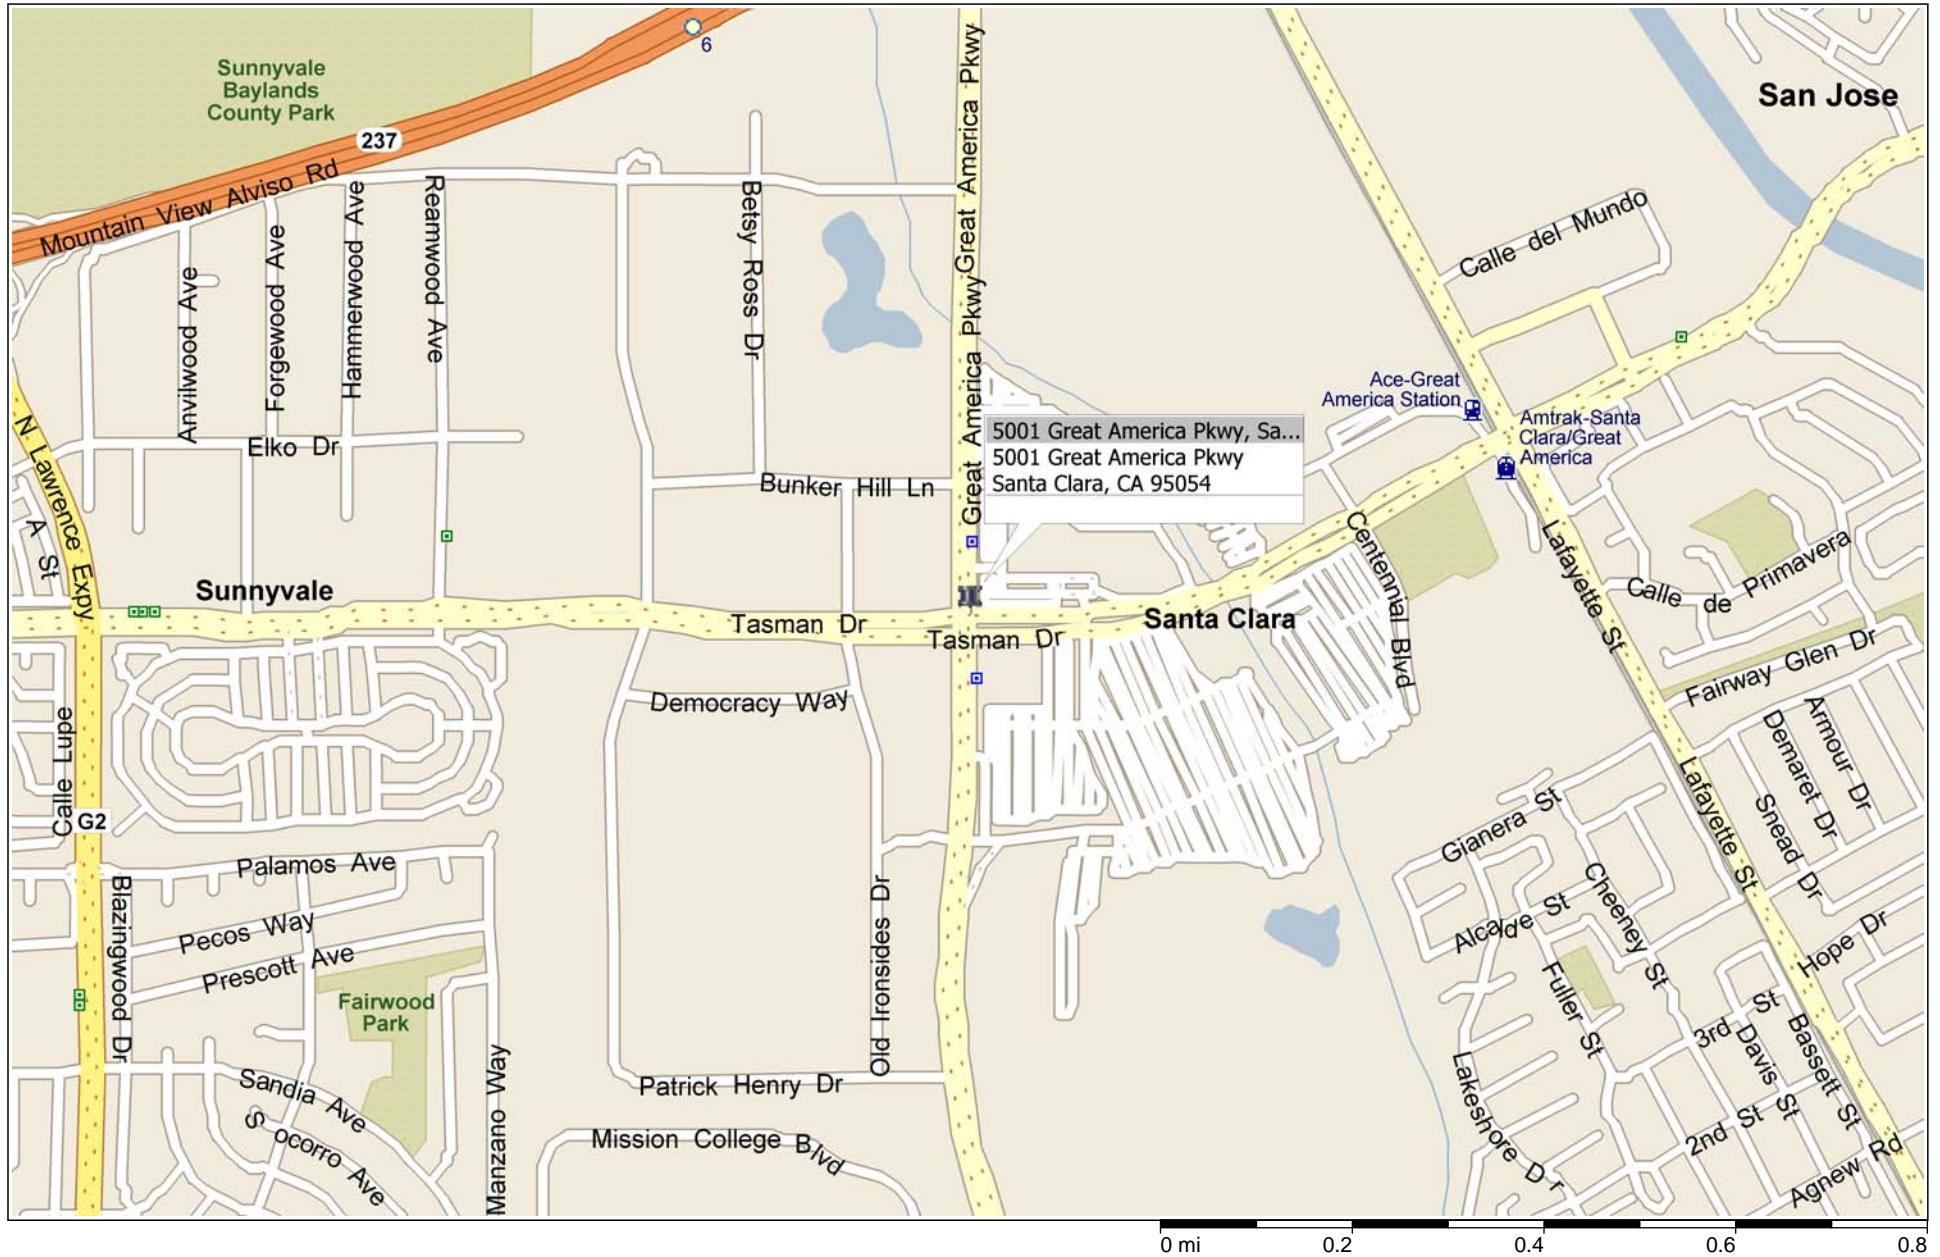 Sunnyvale
Baylands
County Park
6
237
Mountain View Alviso Rd
San Jose
Great America Pkwy
Great America Pkwy
Great America Pkwy
Great America Pkwy
Anvilwood Ave
Forgewood Ave
Hammerwood Ave
Reamwood Ave
Betsy Ross Dr
Calle del Mundo
Ace-Great
America Station
Amtrak-Santa
Clara/Great
America
5001 Great America Pkwy, Sa...
5001 Great America Pkwy
Santa Clara, CA 95054
N Lawrence Expy
Elko Dr
Bunker Hill Ln
A St
Centennial Blvd
Lafayette St
Calle de Primavera
Sunnyvale
Tasman Dr
Tasman Dr
Santa Clara
Fairway Glen Dr
Democracy Way
Calle Lupe
G2
Armour Dr
Demaret Dr
Snead Dr
Lafayette St
Gianera St
Palamos Ave
Blazingwood Dr
Pecos Way
Prescott Ave
Old Ironsides Dr
Alcalde St
Cheeney St
Hope Dr
Fairwood
Park
Fuller St
3rd St
Davis St
Bassett St
Manzano Way
Sandia Ave
Socorro Ave
Patrick Henry Dr
Mission College Blvd
Lakeshore Dr
2nd St
Agnew Rd
0 mi 0.2 0.4 0.6 0.8